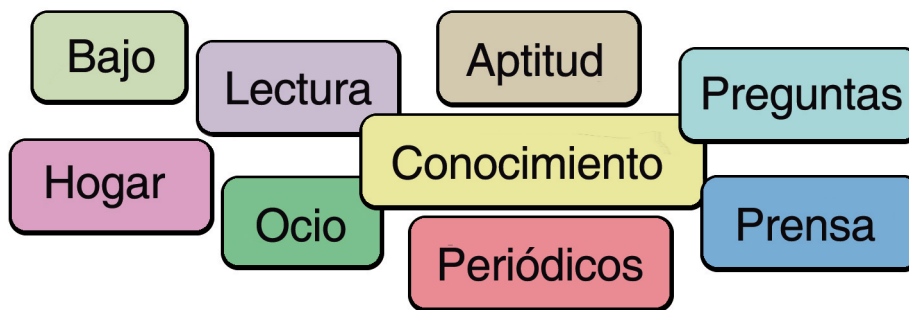 Bajo
Lectura
Aptitud
Preguntas
Hogar
Conocimiento
Ocio
Periódicos
Prensa